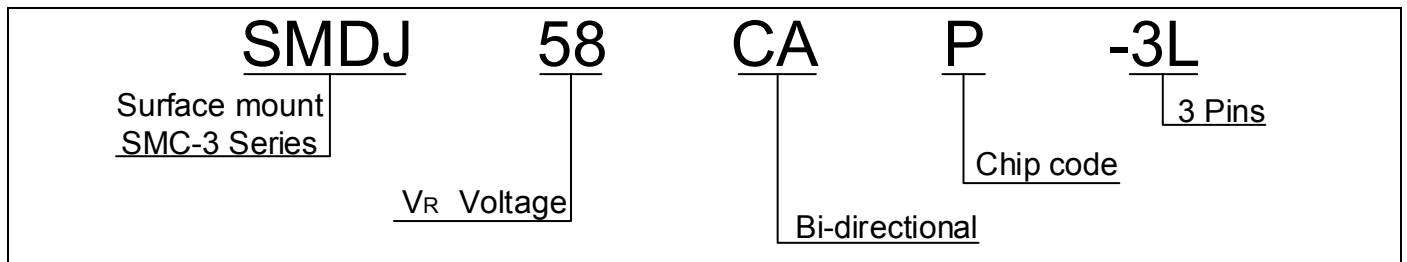 SMDJ 58 CA P -3L
Surface mount
SMC-3 Series
3 Pins
Chip code
VR Voltage
Bi-directional